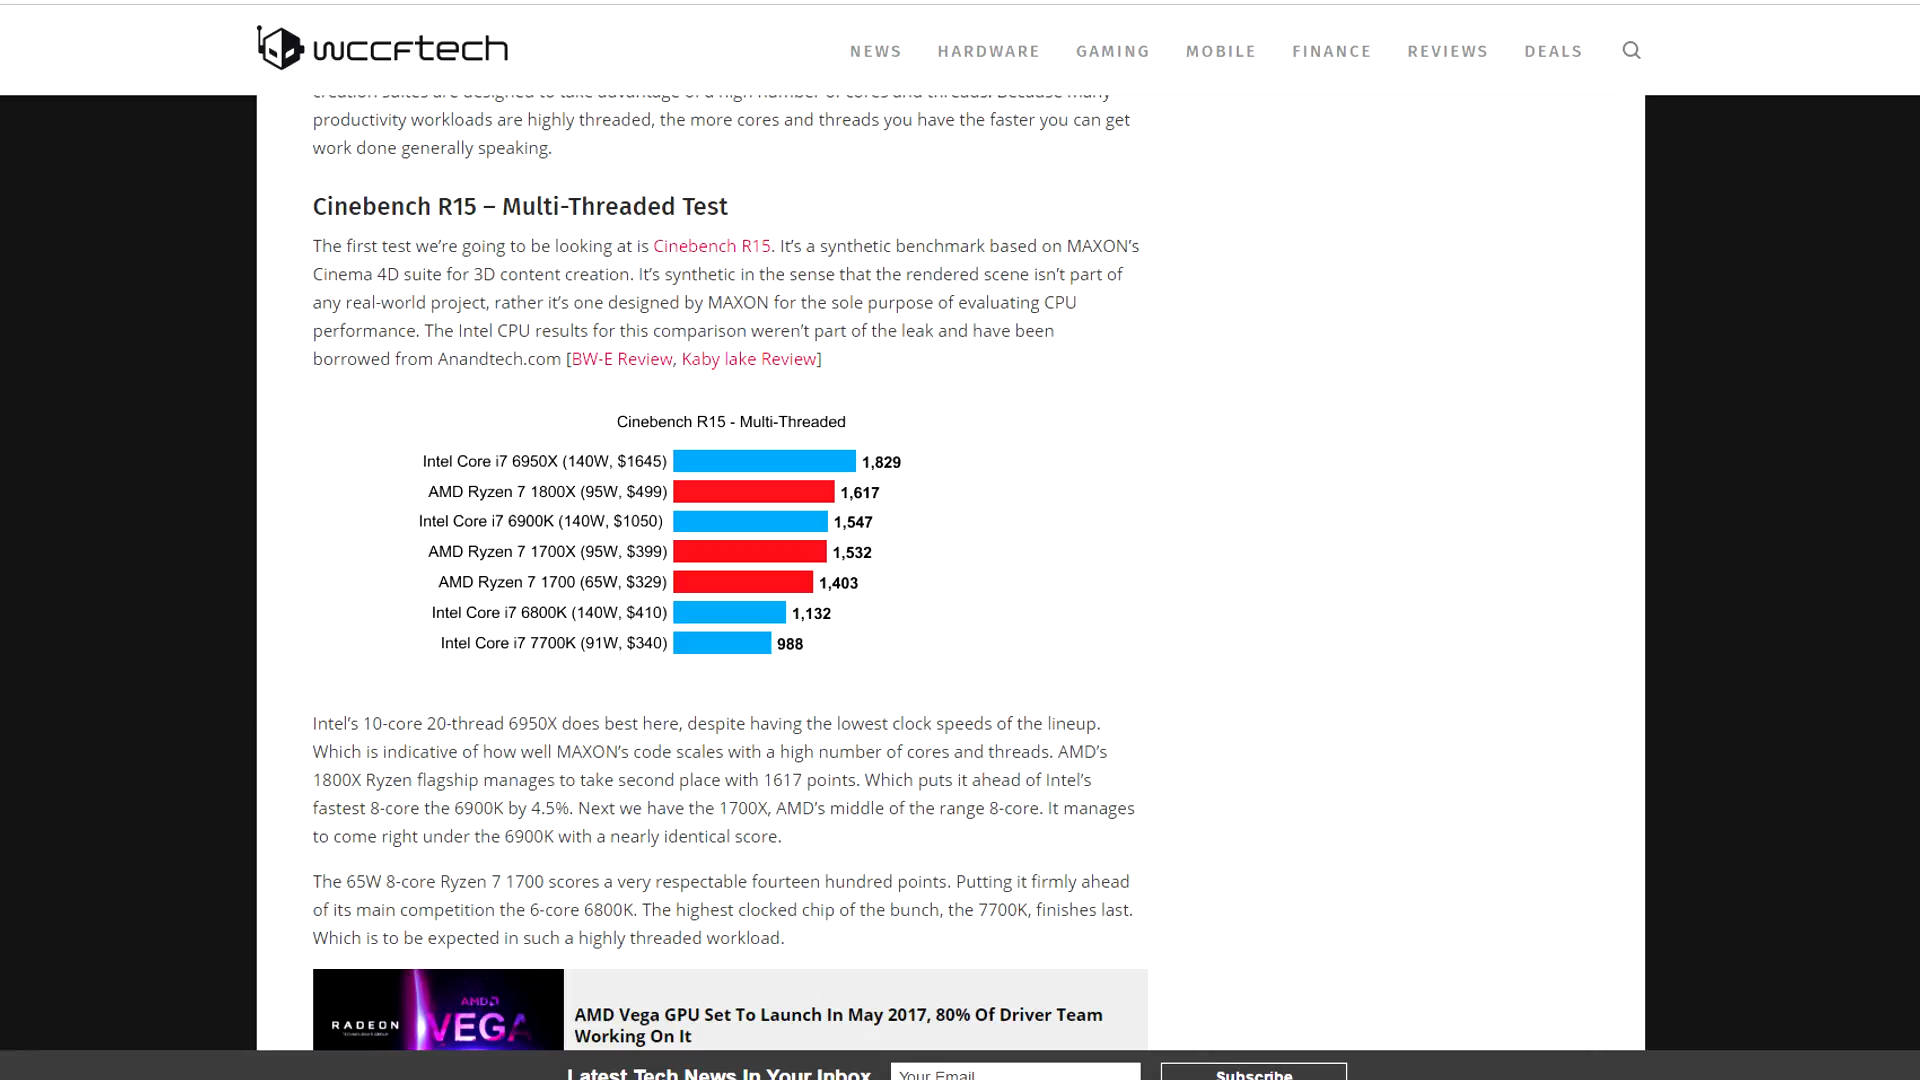 wccftech
NEWS HARDWARE GAMING MOBILE FINANCE REVIEWS DEALS
creation suites are designed to take advantage of a high number of cores and threads. Because many
productivity workloads are highly threaded, the more cores and threads you have the faster you can get
work done generally speaking.
Cinebench R15 – Multi-Threaded Test
The first test we’re going to be looking at is Cinebench R15. It’s a synthetic benchmark based on MAXON’s
Cinema 4D suite for 3D content creation. It’s synthetic in the sense that the rendered scene isn’t part of
any real-world project, rather it’s one designed by MAXON for the sole purpose of evaluating CPU
performance. The Intel CPU results for this comparison weren’t part of the leak and have been
borrowed from Anandtech.com [BW-E Review, Kaby lake Review]
Cinebench R15 - Multi-Threaded
Intel Core i7 6950X (140W, $1645) 1,829
AMD Ryzen 7 1800X (95W, $499) 1,617
Intel Core i7 6900K (140W, $1050) 1,547
AMD Ryzen 7 1700X (95W, $399) 1,532
AMD Ryzen 7 1700 (65W, $329) 1,403
Intel Core i7 6800K (140W, $410) 1,132
Intel Core i7 7700K (91W, $340) 988
Intel’s 10-core 20-thread 6950X does best here, despite having the lowest clock speeds of the lineup.
Which is indicative of how well MAXON’s code scales with a high number of cores and threads. AMD’s
1800X Ryzen flagship manages to take second place with 1617 points. Which puts it ahead of Intel’s
fastest 8-core the 6900K by 4.5%. Next we have the 1700X, AMD’s middle of the range 8-core. It manages
to come right under the 6900K with a nearly identical score.
The 65W 8-core Ryzen 7 1700 scores a very respectable fourteen hundred points. Putting it firmly ahead
of its main competition the 6-core 6800K. The highest clocked chip of the bunch, the 7700K, finishes last.
Which is to be expected in such a highly threaded workload.
AMD
RADEON VEGA
AMD Vega GPU Set To Launch In May 2017, 80% Of Driver Team
Working On It
Latest Tech News In Your Inbox Your Email Subscribe